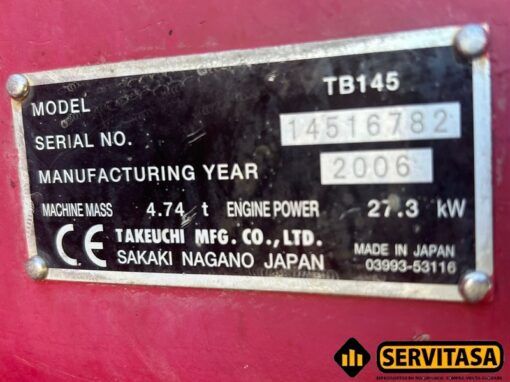 MODEL TB145
SERIAL NO. 14516782
MANUFACTURING YEAR 2006
MACHINE MASS 4.74 t ENGINE POWER 27.3 kW
CE TAKEUCHI MFG. CO., LTD.
SAKAKI NAGANO JAPAN
MADE IN JAPAN
03993-53116
SERVITASA